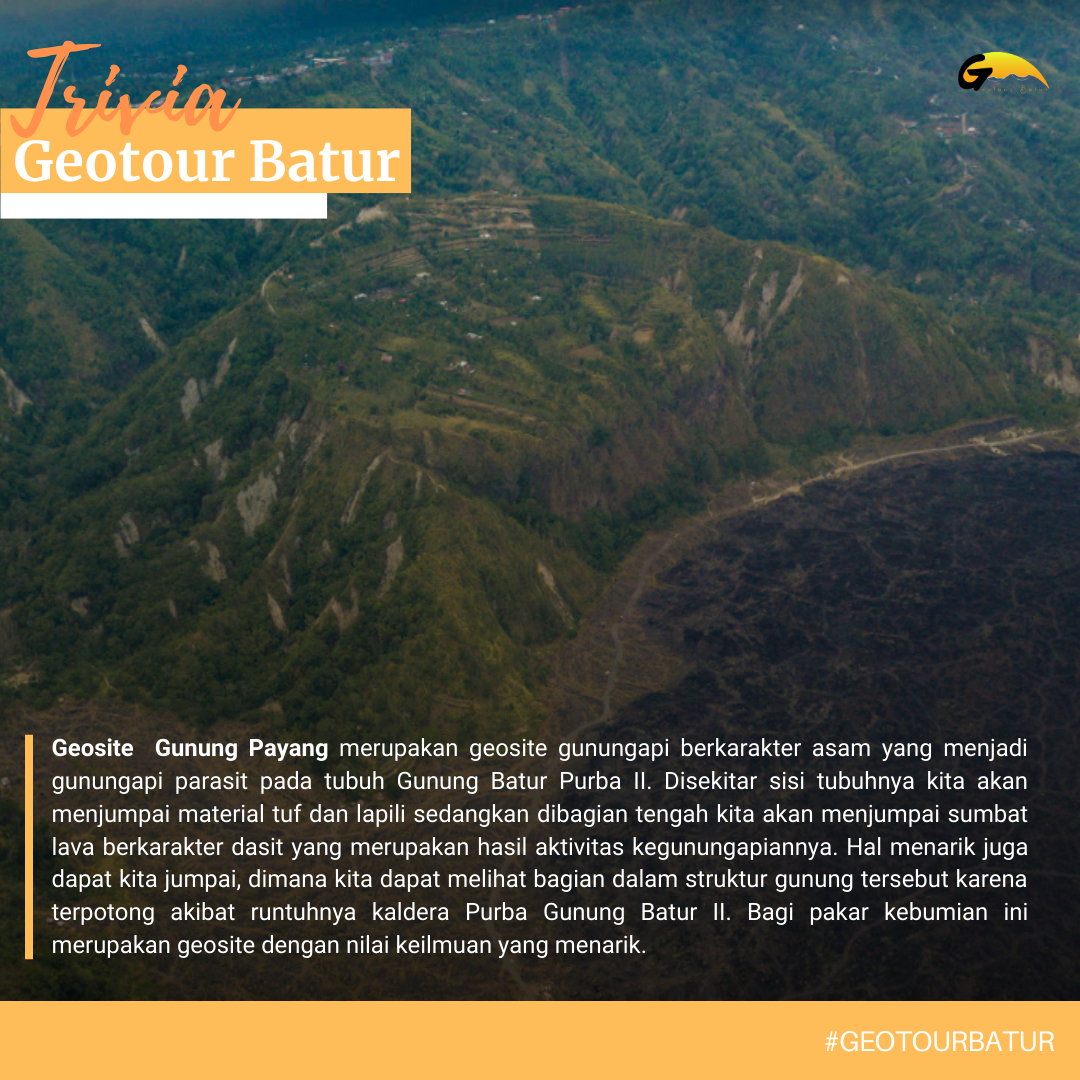 Trivia
Geotour Batur
G
Geosite Gunung Payang merupakan geosite gunungapi berkarakter asam yang menjadi
gunungapi parasit pada tubuh Gunung Batur Purba II. Disekitar sisi tubuhnya kita akan
menjumpai material tuf dan lapili sedangkan dibagian tengah kita akan menjumpai sumbat
lava berkarakter dasit yang merupakan hasil aktivitas kegunungapiannya. Hal menarik juga
dapat kita jumpai, dimana kita dapat melihat bagian dalam struktur gunung tersebut karena
terpotong akibat runtuhnya kaldera Purba Gunung Batur II. Bagi pakar kebumian ini
merupakan geosite dengan nilai keilmuan yang menarik.
#GEOTOURBATUR